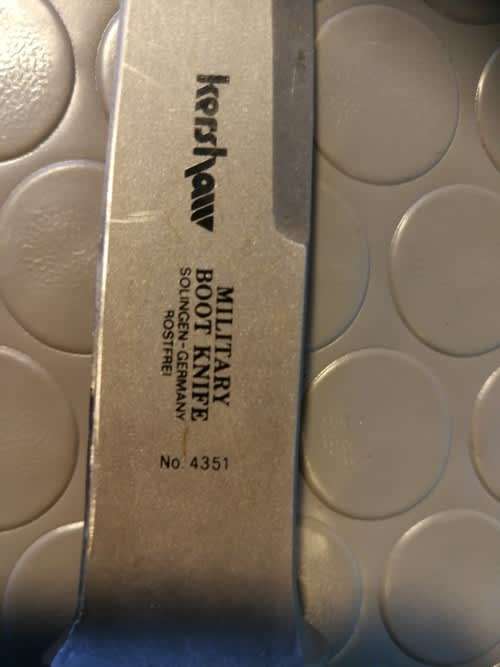 kershaw
MILITARY
BOOT KNIFE
SOLINGEN-GERMANY
ROSTFREI
No. 4351